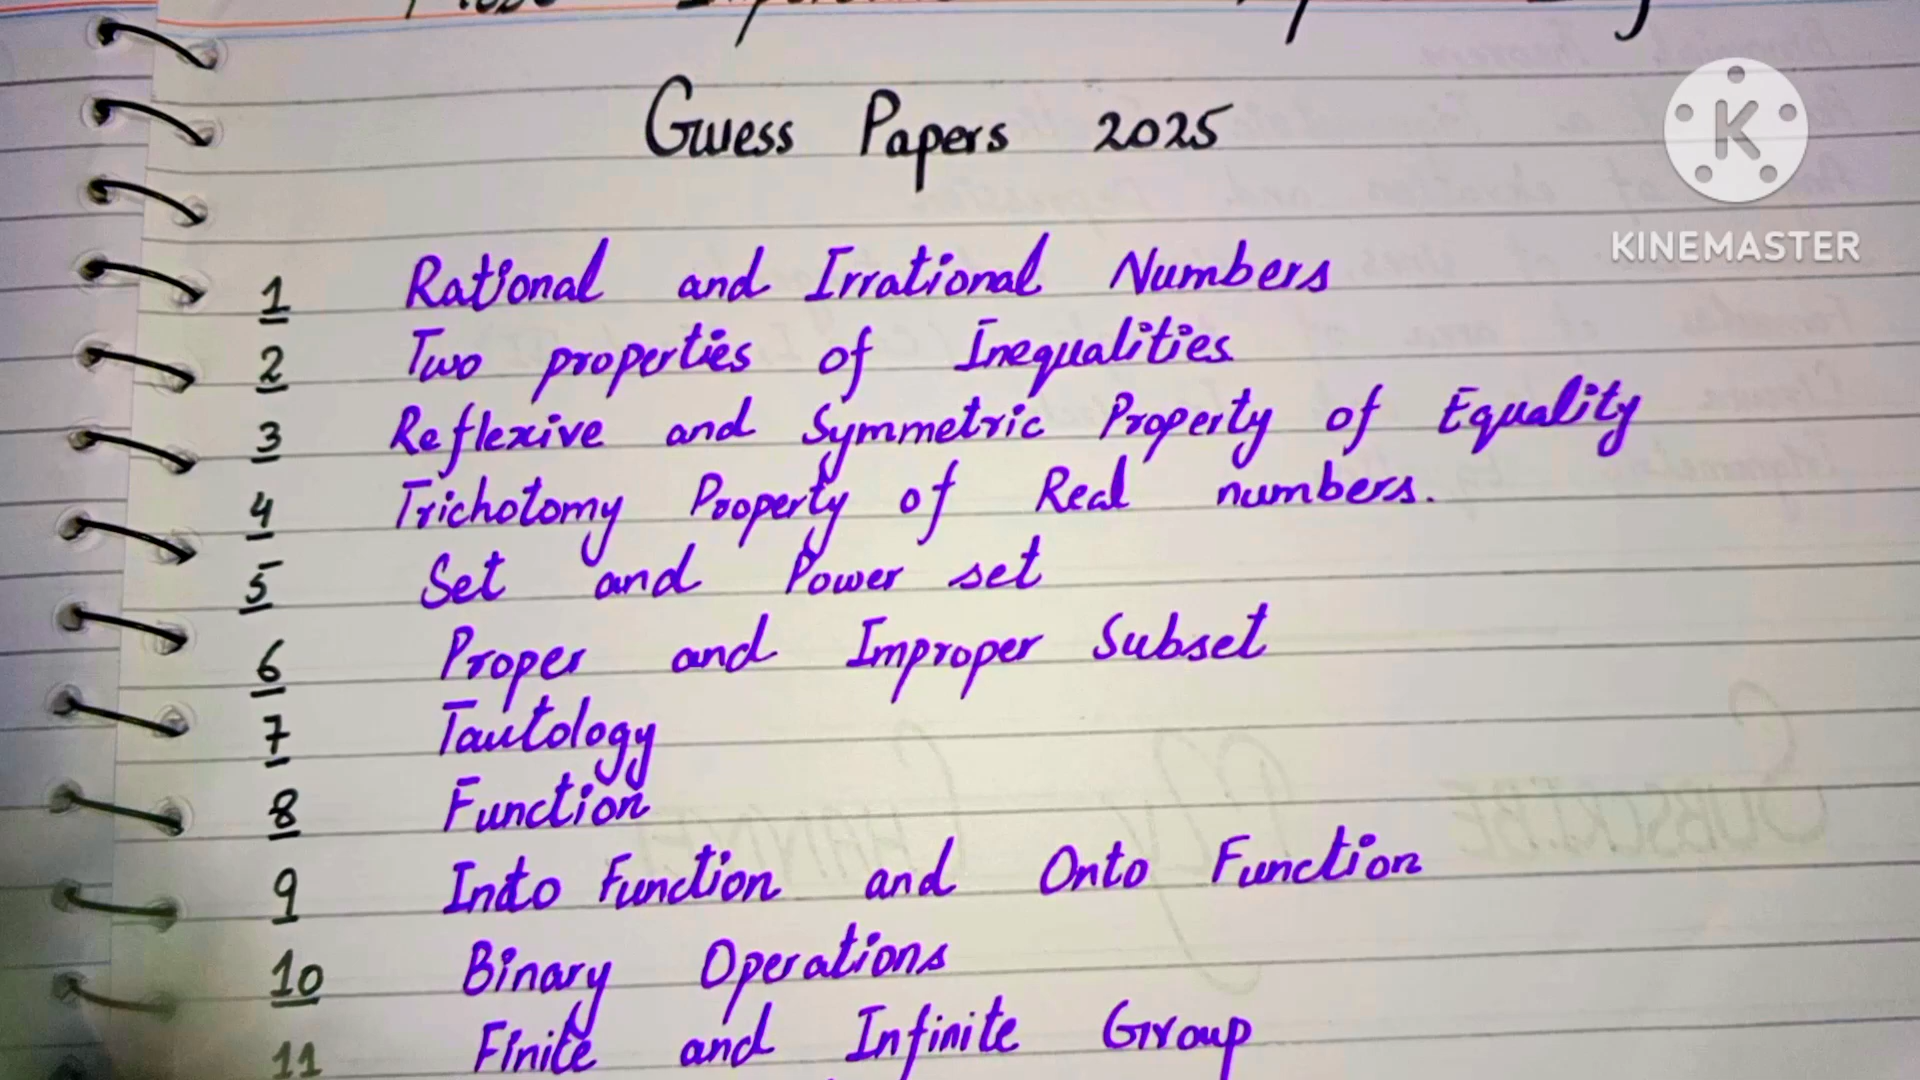 Guess Papers 2025
K
KINEMASTER
1 Rational and Irrational Numbers
2 Two properties of Inequalities
3 Reflexive and Symmetric Property of Equality
4 Trichotomy Property of Real numbers.
5 Set and Power set
6 Proper and Improper Subset
7 Tautology
8 Function
9 Into Function and Onto Function
10 Binary Operations
11 Finite and Infinite Group